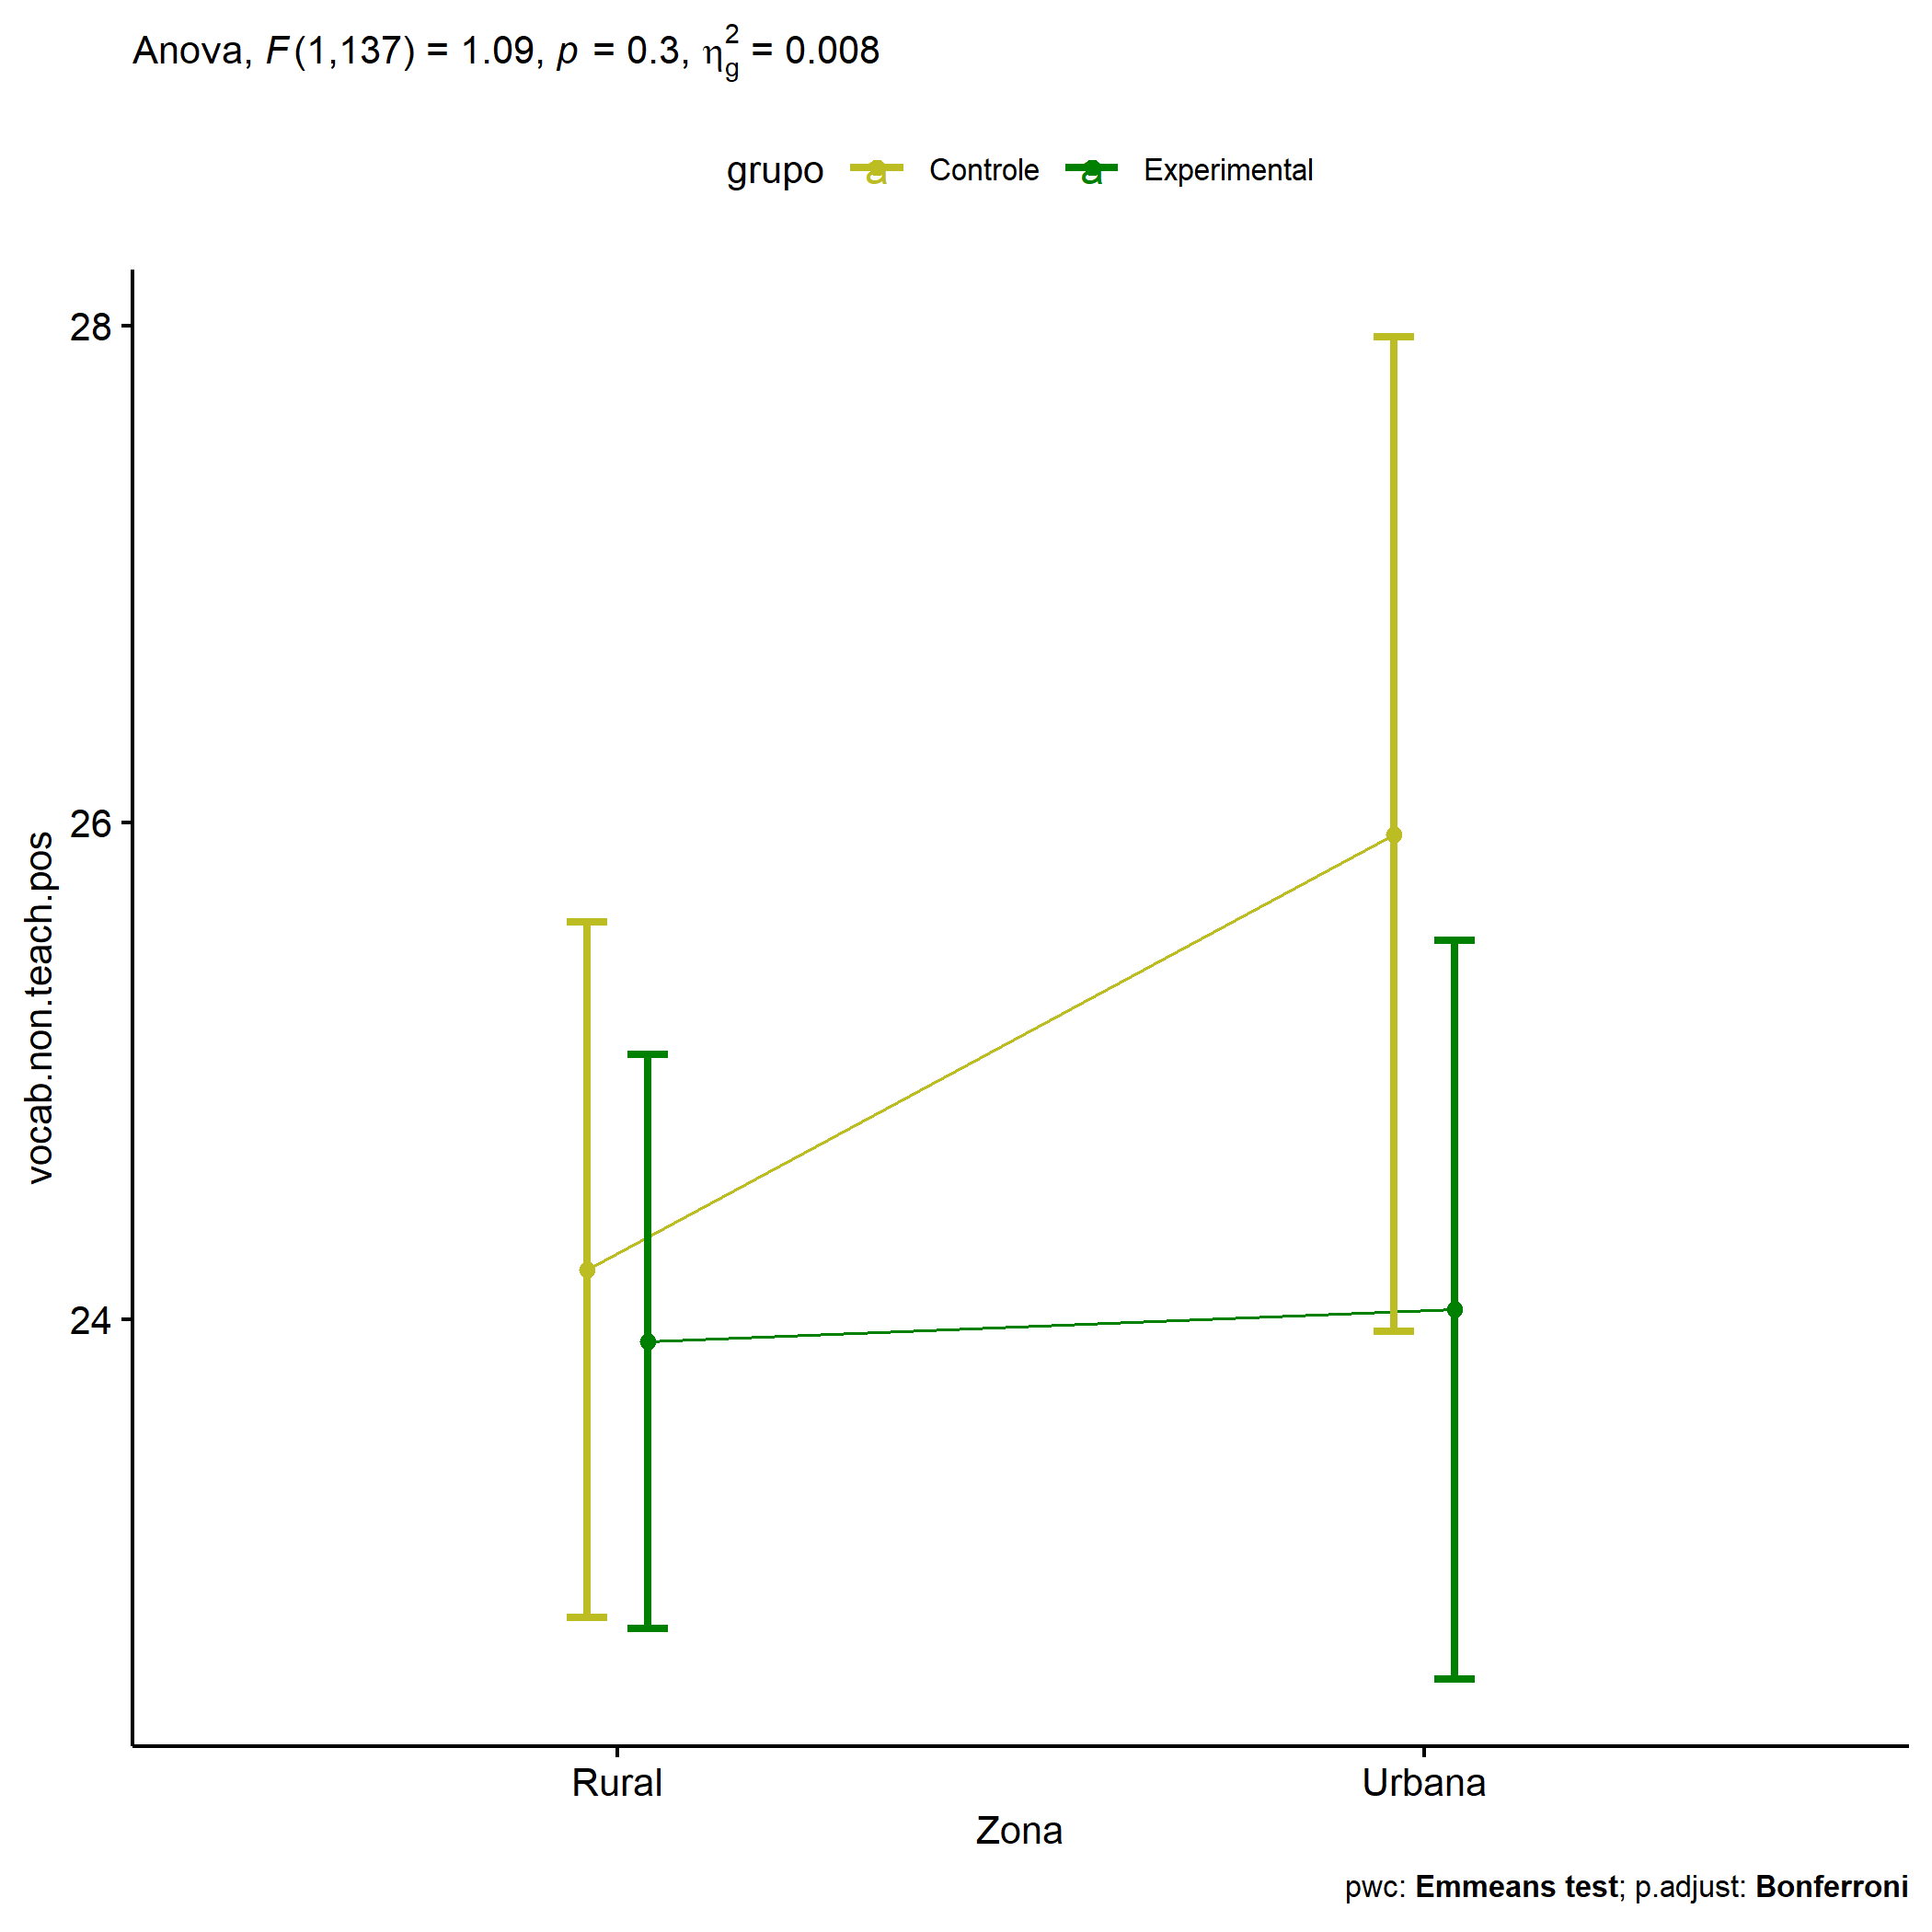 Anova, F(1,137) = 1.09, p = 0.3, η²g = 0.008
grupo a Controle a Experimental
28
26
24
vocab.non.teach.pos
Rural Urbana
Zona
pwc: Emmeans test; p.adjust: Bonferroni